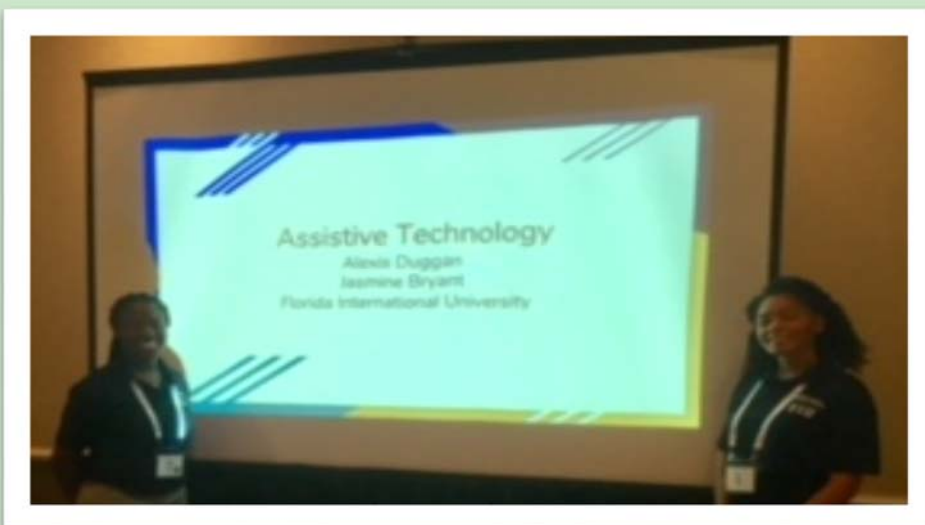 Assistive Technology
Alexis Duggan
Jasmine Bryant
Florida International University